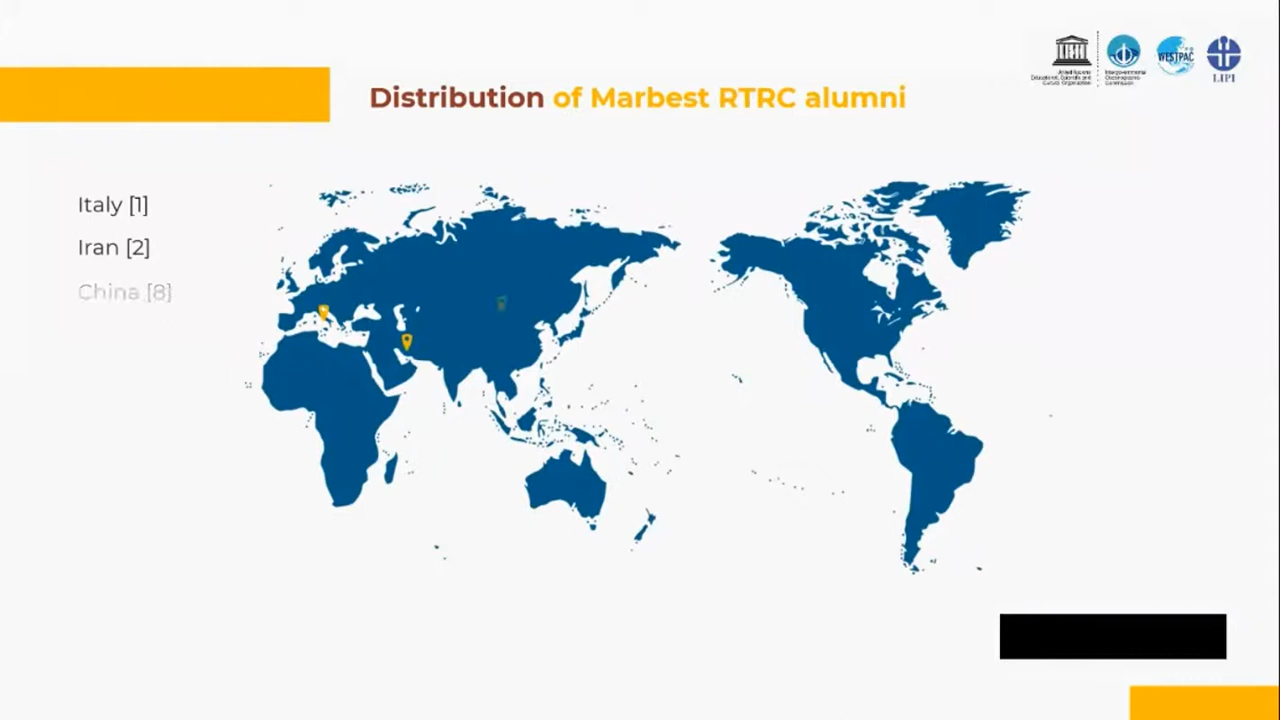 WESTPAC
LIPI
Distribution of Marbest RTRC alumni
Italy [1]
Iran [2]
China [8]